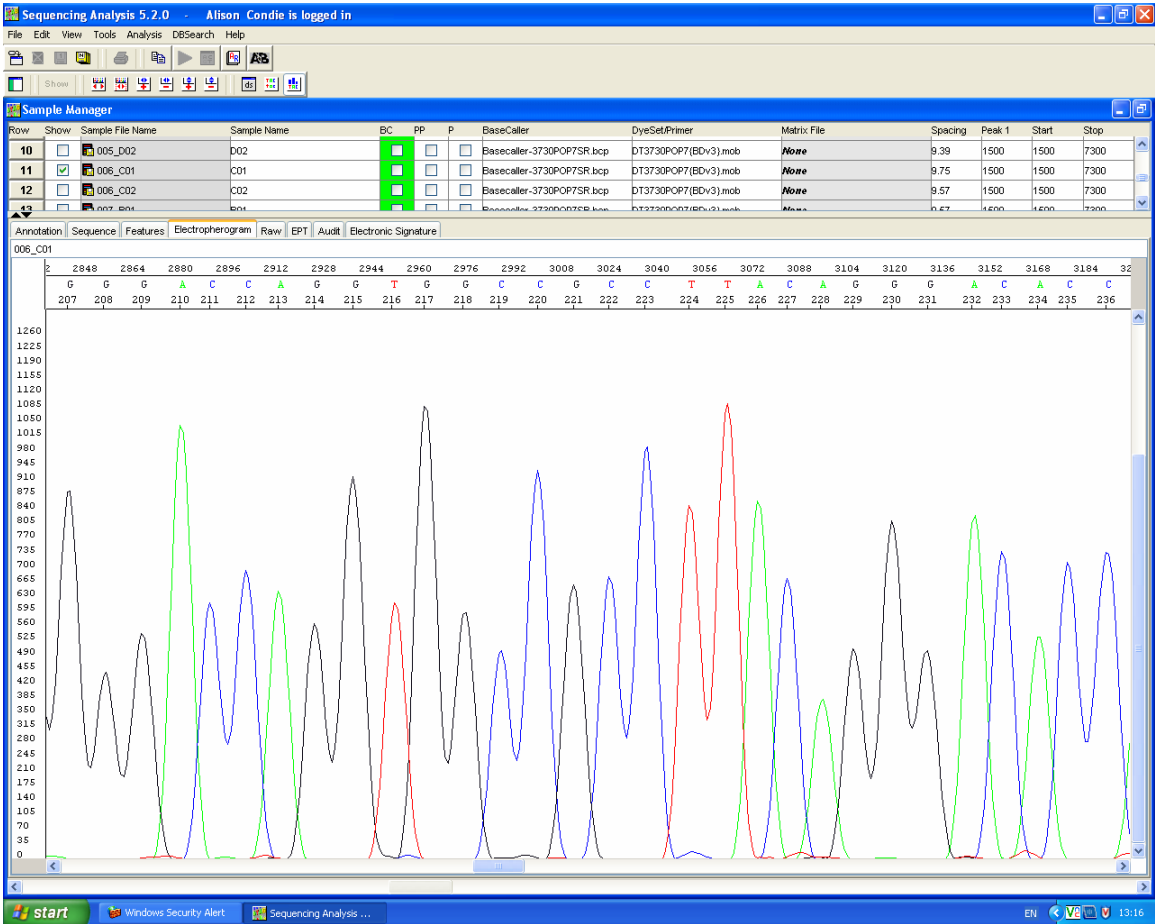 Sequencing Analysis 5.2.0 - Alison Condie is logged in
File Edit View Tools Analysis DBSearch Help
Show
Sample Manager
Row Show Sample File Name Sample Name BC PP P BaseCaller DyeSet/Primer Matrix File Spacing Peak 1 Start Stop
10 005_D02 D02 Basecaller-3730POP7SR.bcp DT3730POP7{BDv3}.mob None 9.39 1500 1500 7300
11 006_C01 C01 Basecaller-3730POP7SR.bcp DT3730POP7{BDv3}.mob None 9.75 1500 1500 7300
12 006_C02 C02 Basecaller-3730POP7SR.bcp DT3730POP7{BDv3}.mob None 9.57 1500 1500 7300
Annotation Sequence Features Electropherogram Raw EPT Audit Electronic Signature
006_C01
2 2848 2864 2880 2896 2912 2928 2944 2960 2976 2992 3008 3024 3040 3056 3072 3088 3104 3120 3136 3152 3168 3184 32
G G G A C C A G G T G G C C G C C T T A C A G G G A C A C C
207 208 209 210 211 212 213 214 215 216 217 218 219 220 221 222 223 224 225 226 227 228 229 230 231 232 233 234 235 236
1260
1225
1190
1155
1120
1085
1050
1015
980
945
910
875
840
805
770
735
700
665
630
595
560
525
490
455
420
385
350
315
280
245
210
175
140
105
70
35
0
start Windows Security Alert Sequencing Analysis ... EN 13:16